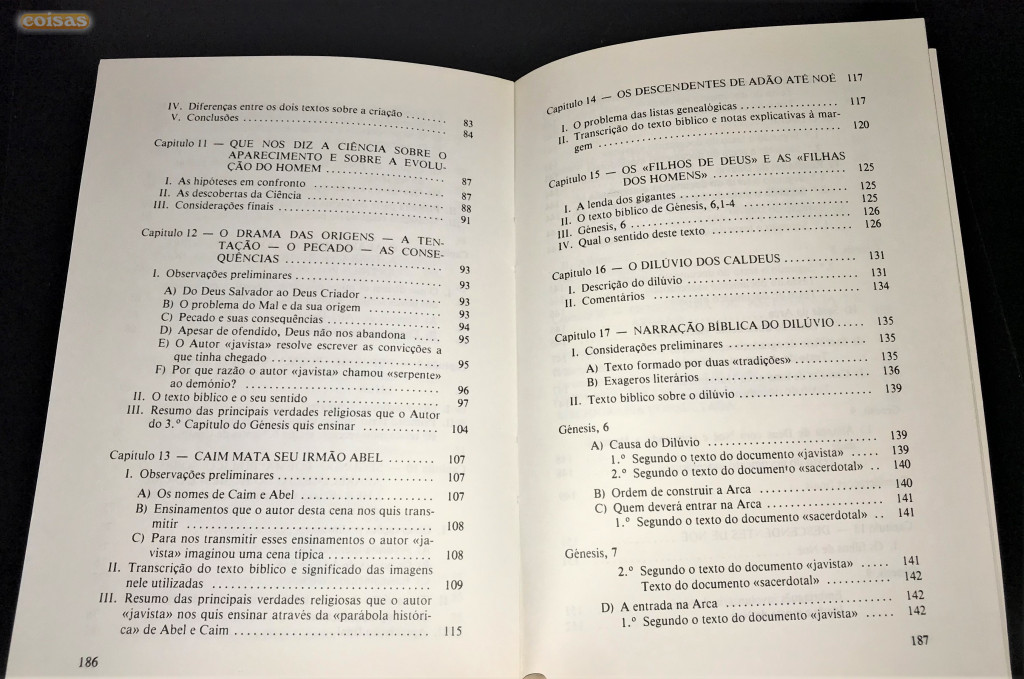 coisas
IV. Diferenças entre os dois textos sobre a criação ........ 83
V. Conclusões ........ 84
Capítulo 11 — QUE NOS DIZ A CIÊNCIA SOBRE O
APARECIMENTO E SOBRE A EVOLU-
ÇÃO DO HOMEM ........ 87
I. As hipóteses em confronto ........ 87
II. As descobertas da Ciência ........ 88
III. Considerações finais ........ 91
Capítulo 12 — O DRAMA DAS ORIGENS — A TEN-
TAÇÃO — O PECADO — AS CONSE-
QUÊNCIAS ........ 93
I. Observações preliminares ........ 93
A) Do Deus Salvador ao Deus Criador ........ 93
B) O problema do Mal e da sua origem ........ 93
C) Pecado e suas consequências ........ 94
D) Apesar de ofendido, Deus não nos abandona ..... 95
E) O Autor «javista» resolve escrever as convicções a
que tinha chegado ........ 95
F) Por que razão o autor «javista» chamou «serpente»
ao demónio? ........ 96
II. O texto bíblico e o seu sentido ........ 97
III. Resumo das principais verdades religiosas que o Autor
do 3.º Capítulo do Génesis quis ensinar ........ 104
Capítulo 13 — CAIM MATA SEU IRMÃO ABEL ........ 107
I. Observações preliminares ........ 107
A) Os nomes de Caim e Abel ........ 107
B) Ensinamentos que o autor desta cena nos quis trans-
mitir ........ 108
C) Para nos transmitir esses ensinamentos o autor «ja-
vista» imaginou uma cena típica ........ 108
II. Transcrição do texto bíblico e significado das imagens
nele utilizadas ........ 109
III. Resumo das principais verdades religiosas que o autor
«javista» nos quis ensinar através da «parábola históri-
ca» de Abel e Caim ........ 115
186
Capítulo 14 — OS DESCENDENTES DE ADÃO ATÉ NOÉ 117
I. O problema das listas genealógicas ........ 117
II. Transcrição do texto bíblico e notas explicativas à mar-
gem ........ 120
Capítulo 15 — OS «FILHOS DE DEUS» E AS «FILHAS
DOS HOMENS» ........ 125
I. A lenda dos gigantes ........ 125
II. O texto bíblico de Génesis, 6,1-4 ........ 125
III. Génesis, 6 ........ 126
IV. Qual o sentido deste texto ........ 126
Capítulo 16 — O DILÚVIO DOS CALDEUS ........ 131
I. Descrição do dilúvio ........ 131
II. Comentários ........ 134
Capítulo 17 — NARRAÇÃO BÍBLICA DO DILÚVIO ..... 135
I. Considerações preliminares ........ 135
A) Texto formado por duas «tradições» ........ 135
B) Exageros literários ........ 136
II. Texto bíblico sobre o dilúvio ........ 139
Génesis, 6
A) Causa do Dilúvio ........ 139
1.º Segundo o texto do documento «javista» ..... 139
2.º Segundo o texto do documento «sacerdotal» .. 140
B) Ordem de construir a Arca ........ 140
C) Quem deverá entrar na Arca ........ 141
1.º Segundo o texto do documento «sacerdotal» .. 141
Génesis, 7
2.º Segundo o texto do documento «javista» ..... 141
Texto do documento «sacerdotal» ........ 142
D) A entrada na Arca ........ 142
1.º Segundo o texto do documento «javista» ..... 142
187